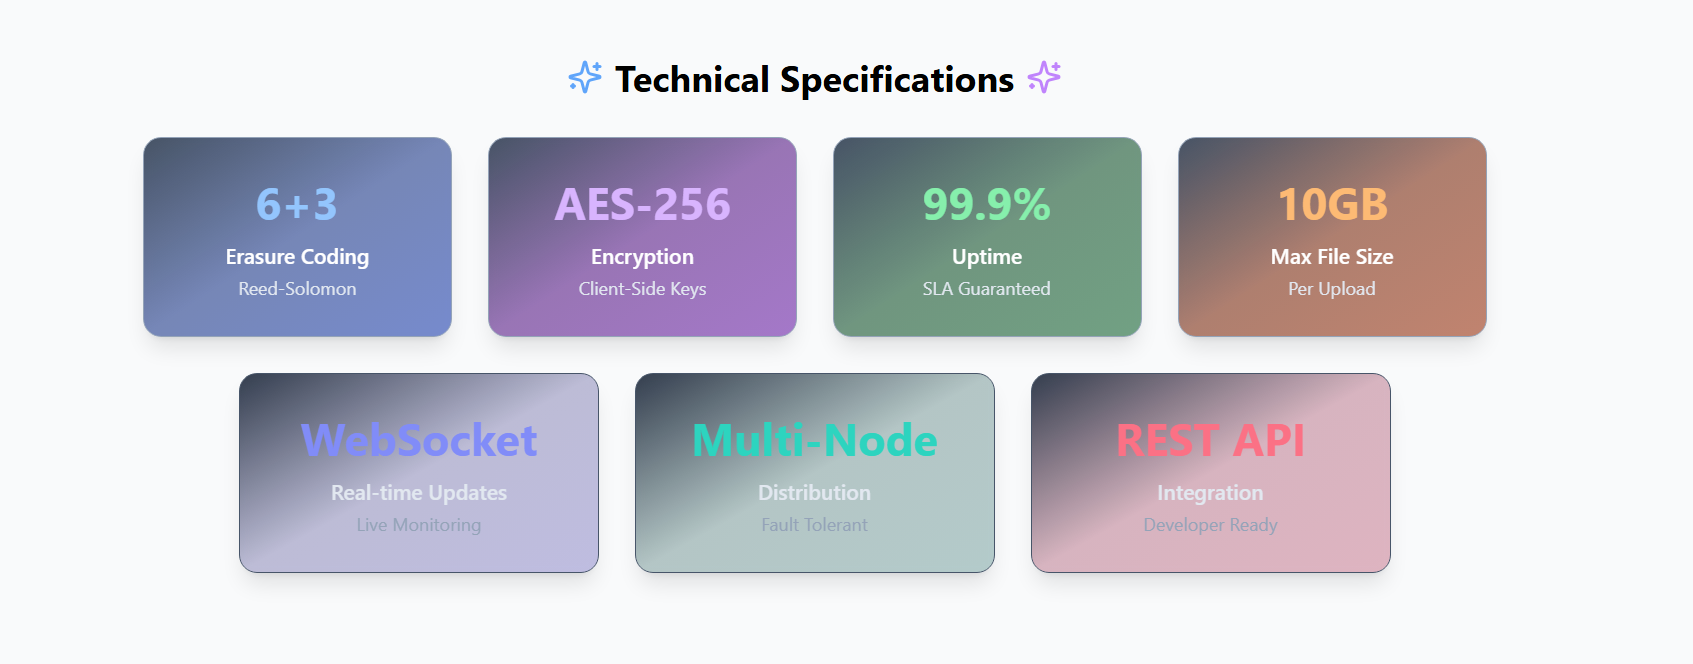 Technical Specifications
6+3
Erasure Coding
Reed-Solomon
AES-256
Encryption
Client-Side Keys
99.9%
Uptime
SLA Guaranteed
10GB
Max File Size
Per Upload
WebSocket
Real-time Updates
Live Monitoring
Multi-Node
Distribution
Fault Tolerant
REST API
Integration
Developer Ready